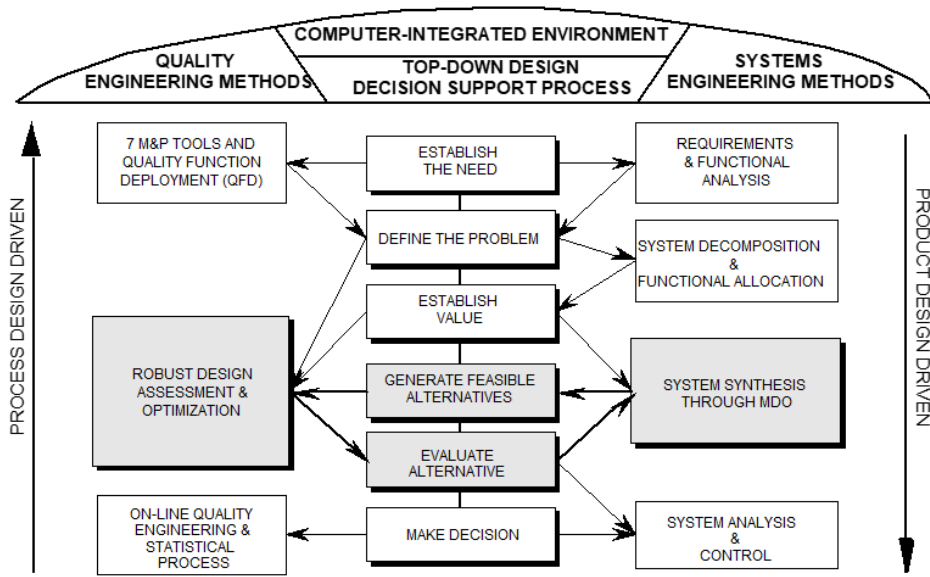 COMPUTER-INTEGRATED ENVIRONMENT
QUALITY
ENGINEERING METHODS
TOP-DOWN DESIGN
DECISION SUPPORT PROCESS
SYSTEMS
ENGINEERING METHODS
PROCESS DESIGN DRIVEN
7 M&P TOOLS AND
QUALITY FUNCTION
DEPLOYMENT (QFD)
ESTABLISH
THE NEED
REQUIREMENTS
& FUNCTIONAL
ANALYSIS
DEFINE THE PROBLEM
SYSTEM DECOMPOSITION
&
FUNCTIONAL ALLOCATION
ESTABLISH
VALUE
ROBUST DESIGN
ASSESSMENT &
OPTIMIZATION
GENERATE FEASIBLE
ALTERNATIVES
SYSTEM SYNTHESIS
THROUGH MDO
EVALUATE
ALTERNATIVE
ON-LINE QUALITY
ENGINEERING &
STATISTICAL
PROCESS
MAKE DECISION
SYSTEM ANALYSIS
&
CONTROL
PRODUCT DESIGN DRIVEN